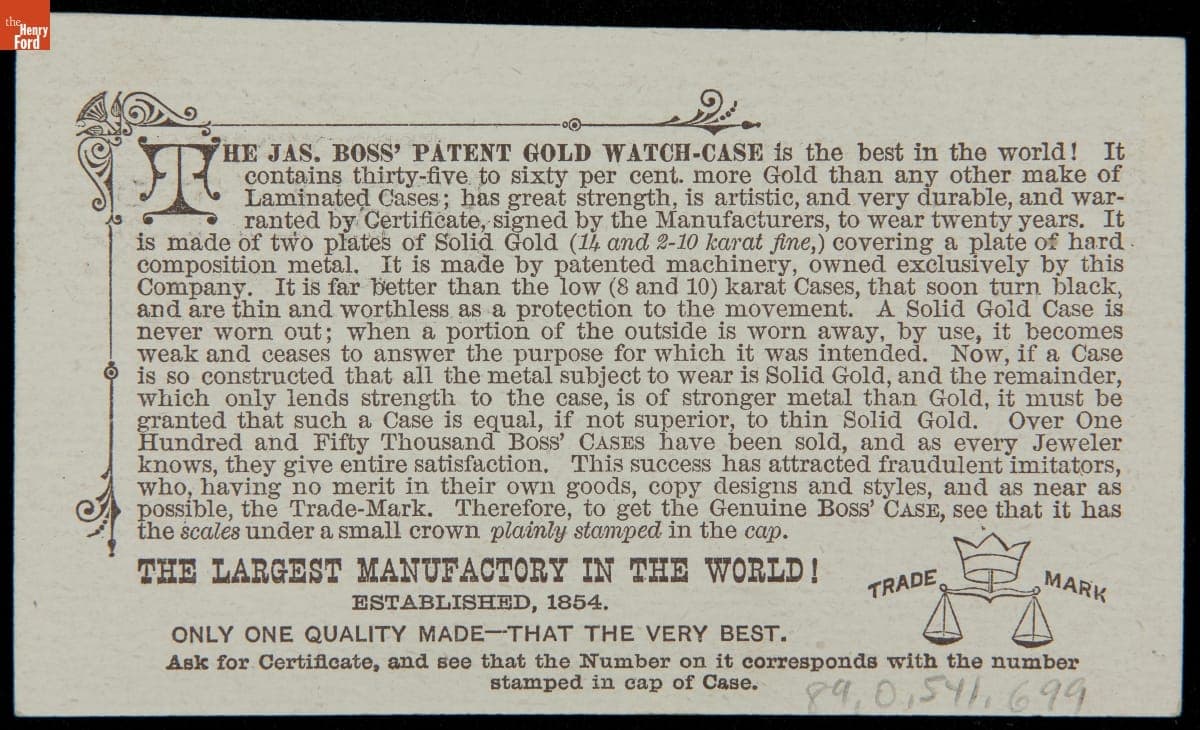 the
Henry
Ford
THE JAS. BOSS' PATENT GOLD WATCH-CASE is the best in the world! It
contains thirty-five to sixty per cent. more Gold than any other make of
Laminated Cases; has great strength, is artistic, and very durable, and war-
ranted by Certificate, signed by the Manufacturers, to wear twenty years. It
is made of two plates of Solid Gold (14 and 2-10 karat fine,) covering a plate of hard
composition metal. It is made by patented machinery, owned exclusively by this
Company. It is far better than the low (8 and 10) karat Cases, that soon turn black,
and are thin and worthless as a protection to the movement. A Solid Gold Case is
never worn out; when a portion of the outside is worn away, by use, it becomes
weak and ceases to answer the purpose for which it was intended. Now, if a Case
is so constructed that all the metal subject to wear is Solid Gold, and the remainder,
which only lends strength to the case, is of stronger metal than Gold, it must be
granted that such a Case is equal, if not superior, to thin Solid Gold. Over One
Hundred and Fifty Thousand BOSS' CASES have been sold, and as every Jeweler
knows, they give entire satisfaction. This success has attracted fraudulent imitators,
who, having no merit in their own goods, copy designs and styles, and as near as
possible, the Trade-Mark. Therefore, to get the Genuine BOSS' CASE, see that it has
the scales under a small crown plainly stamped in the cap.
THE LARGEST MANUFACTORY IN THE WORLD!
ESTABLISHED, 1854.
ONLY ONE QUALITY MADE—THAT THE VERY BEST.
TRADE MARK
Ask for Certificate, and see that the Number on it corresponds with the number
stamped in cap of Case.
89.0.541.699